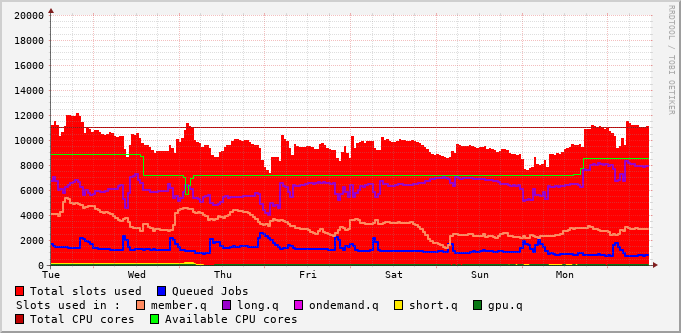 20000
18000
16000
14000
12000
10000
8000
6000
4000
2000
0
Tue Wed Thu Fri Sat Sun Mon
Total slots used Queued Jobs
Slots used in : member.q long.q ondemand.q short.q gpu.q
Total CPU cores Available CPU cores
RRDTOOL / TOBI OETIKER